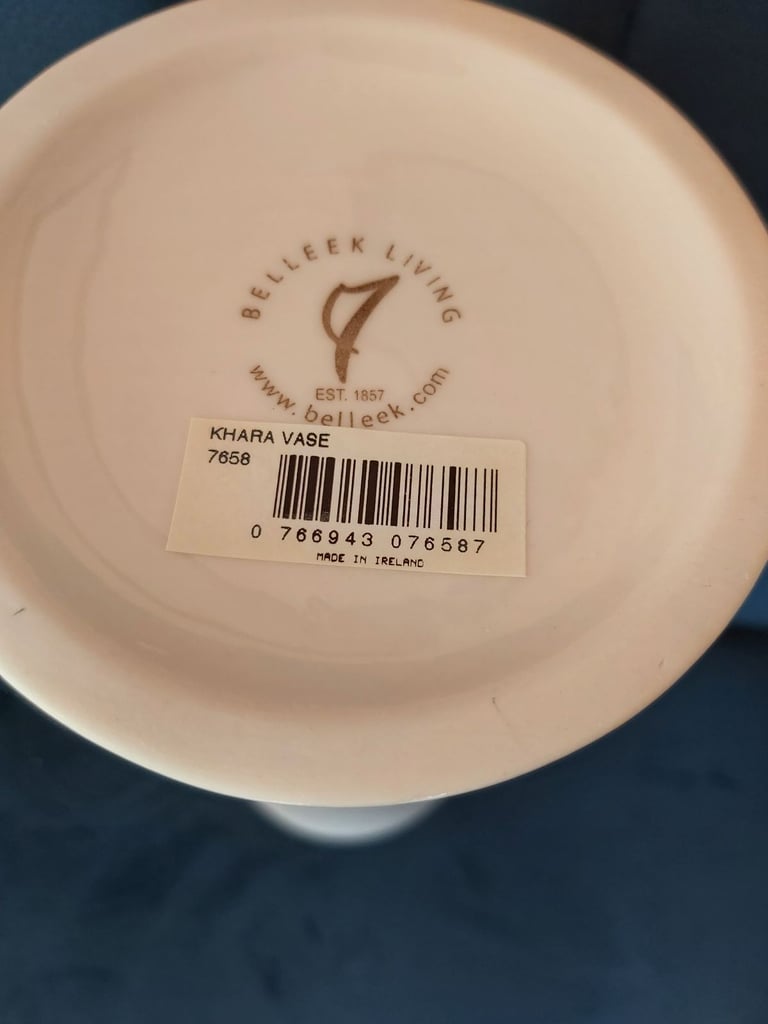 BELLEEK LIVING
EST. 1857
www.belleek.com
KHARA VASE
7658
0 766943 076587
MADE IN IRELAND